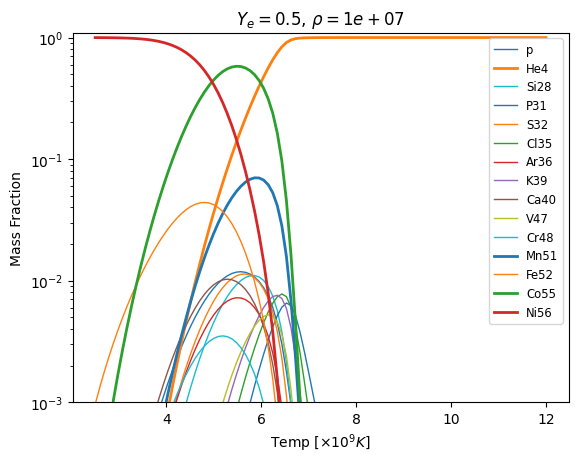 Y_e = 0.5, ρ = 1e + 07
10^0
10^−1
10^−2
10^−3
Mass Fraction
p
He4
Si28
P31
S32
Cl35
Ar36
K39
Ca40
V47
Cr48
Mn51
Fe52
Co55
Ni56
4 6 8 10 12
Temp [×10^9 K]